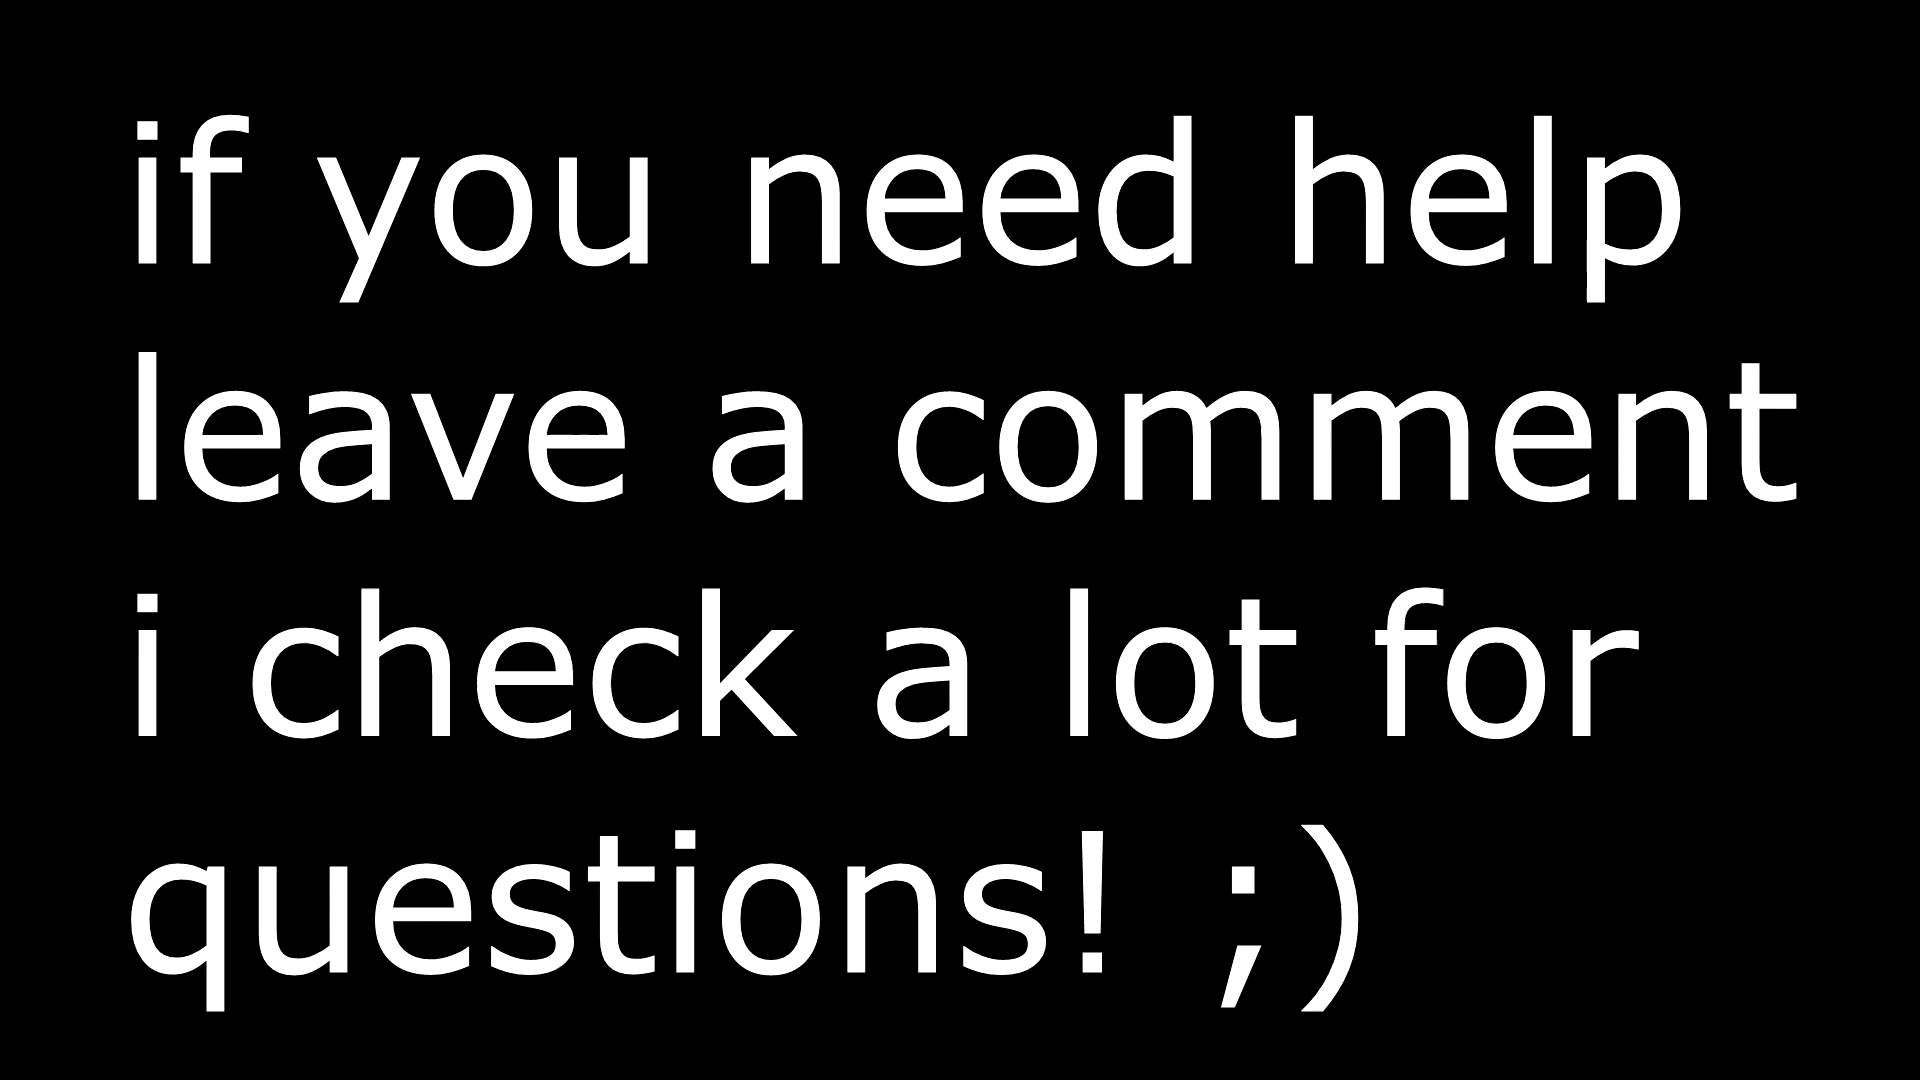 if you need help
leave a comment
i check a lot for
questions! ;)